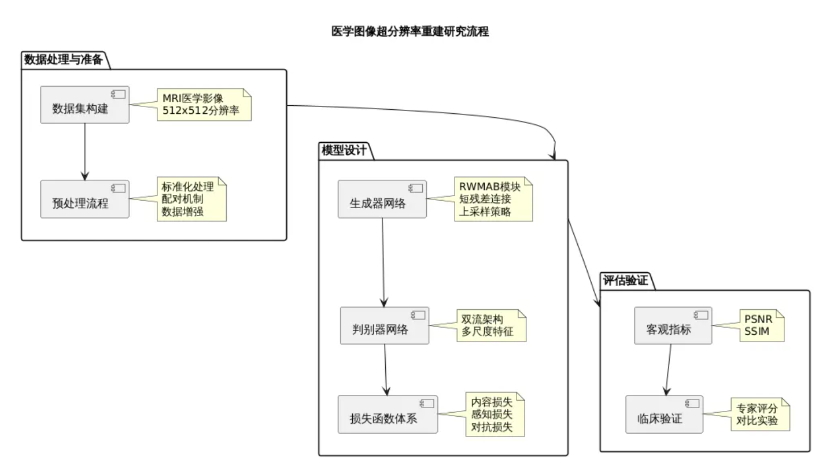 医学图像超分辨率重建研究流程
数据处理与准备
数据集构建
MRI医学影像
512x512分辨率
预处理流程
标准化处理
配对机制
数据增强
模型设计
生成器网络
RWMAB模块
短残差连接
上采样策略
判别器网络
双流架构
多尺度特征
损失函数体系
内容损失
感知损失
对抗损失
评估验证
客观指标
PSNR
SSIM
临床验证
专家评分
对比实验